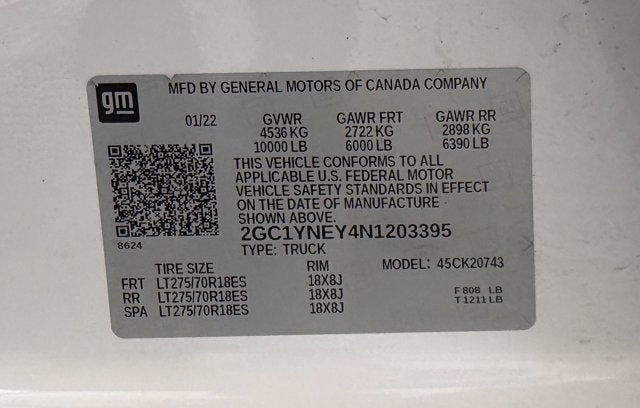 gm
MFD BY GENERAL MOTORS OF CANADA COMPANY
01/22 GVWR GAWR FRT GAWR RR
4536 KG 2722 KG 2898 KG
10000 LB 6000 LB 6390 LB
THIS VEHICLE CONFORMS TO ALL
APPLICABLE U.S. FEDERAL MOTOR
VEHICLE SAFETY STANDARDS IN EFFECT
ON THE DATE OF MANUFACTURE
SHOWN ABOVE.
8624
2GC1YNEY4N1203395
TYPE: TRUCK
TIRE SIZE RIM MODEL: 45CK20743
FRT LT275/70R18ES 18X8J
RR LT275/70R18ES 18X8J F 808 LB
SPA LT275/70R18ES 18X8J T 1211 LB